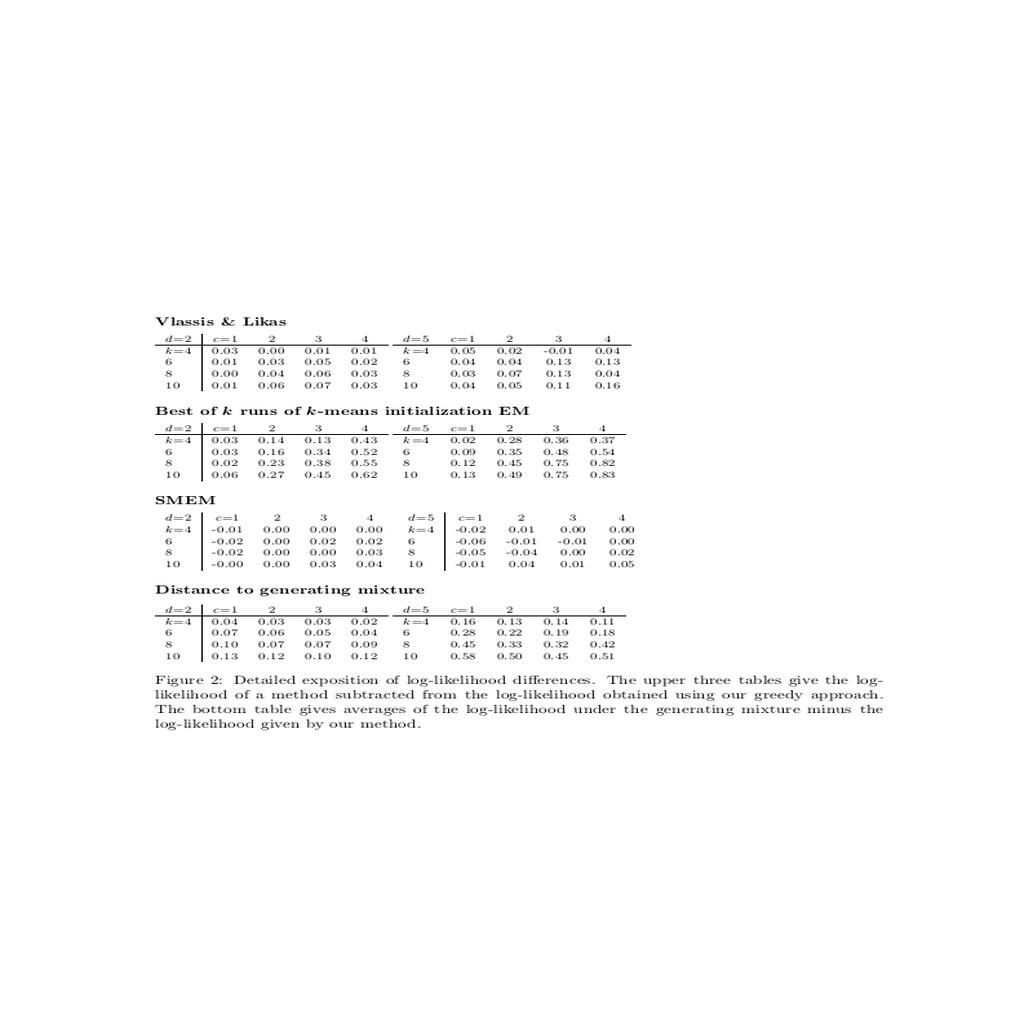 Vlassis & Likas
d=2 c=1 2 3 4 d=5 c=1 2 3 4
k=4 0.03 0.00 0.01 0.01 k=4 0.05 0.02 -0.01 0.04
6 0.01 0.03 0.05 0.02 6 0.04 0.04 0.13 0.13
8 0.00 0.04 0.06 0.03 8 0.03 0.07 0.13 0.04
10 0.01 0.06 0.07 0.03 10 0.04 0.05 0.11 0.16
Best of k runs of k-means initialization EM
d=2 c=1 2 3 4 d=5 c=1 2 3 4
k=4 0.03 0.14 0.13 0.43 k=4 0.02 0.28 0.36 0.37
6 0.03 0.16 0.34 0.52 6 0.09 0.35 0.48 0.54
8 0.02 0.23 0.38 0.55 8 0.12 0.45 0.75 0.82
10 0.06 0.27 0.45 0.62 10 0.13 0.49 0.75 0.83
SMEM
d=2 c=1 2 3 4 d=5 c=1 2 3 4
k=4 -0.01 0.00 0.00 0.00 k=4 -0.02 0.01 0.00 0.00
6 -0.02 0.00 0.02 0.02 6 -0.06 -0.01 -0.01 0.00
8 -0.02 0.00 0.00 0.03 8 -0.05 -0.04 0.00 0.02
10 -0.00 0.00 0.03 0.04 10 -0.01 0.04 0.01 0.05
Distance to generating mixture
d=2 c=1 2 3 4 d=5 c=1 2 3 4
k=4 0.04 0.03 0.03 0.02 k=4 0.16 0.13 0.14 0.11
6 0.07 0.06 0.05 0.04 6 0.28 0.22 0.19 0.18
8 0.10 0.07 0.07 0.09 8 0.45 0.33 0.32 0.42
10 0.13 0.12 0.10 0.12 10 0.58 0.50 0.45 0.51
Figure 2: Detailed exposition of log-likelihood differences. The upper three tables give the log-
likelihood of a method subtracted from the log-likelihood obtained using our greedy approach.
The bottom table gives averages of the log-likelihood under the generating mixture minus the
log-likelihood given by our method.